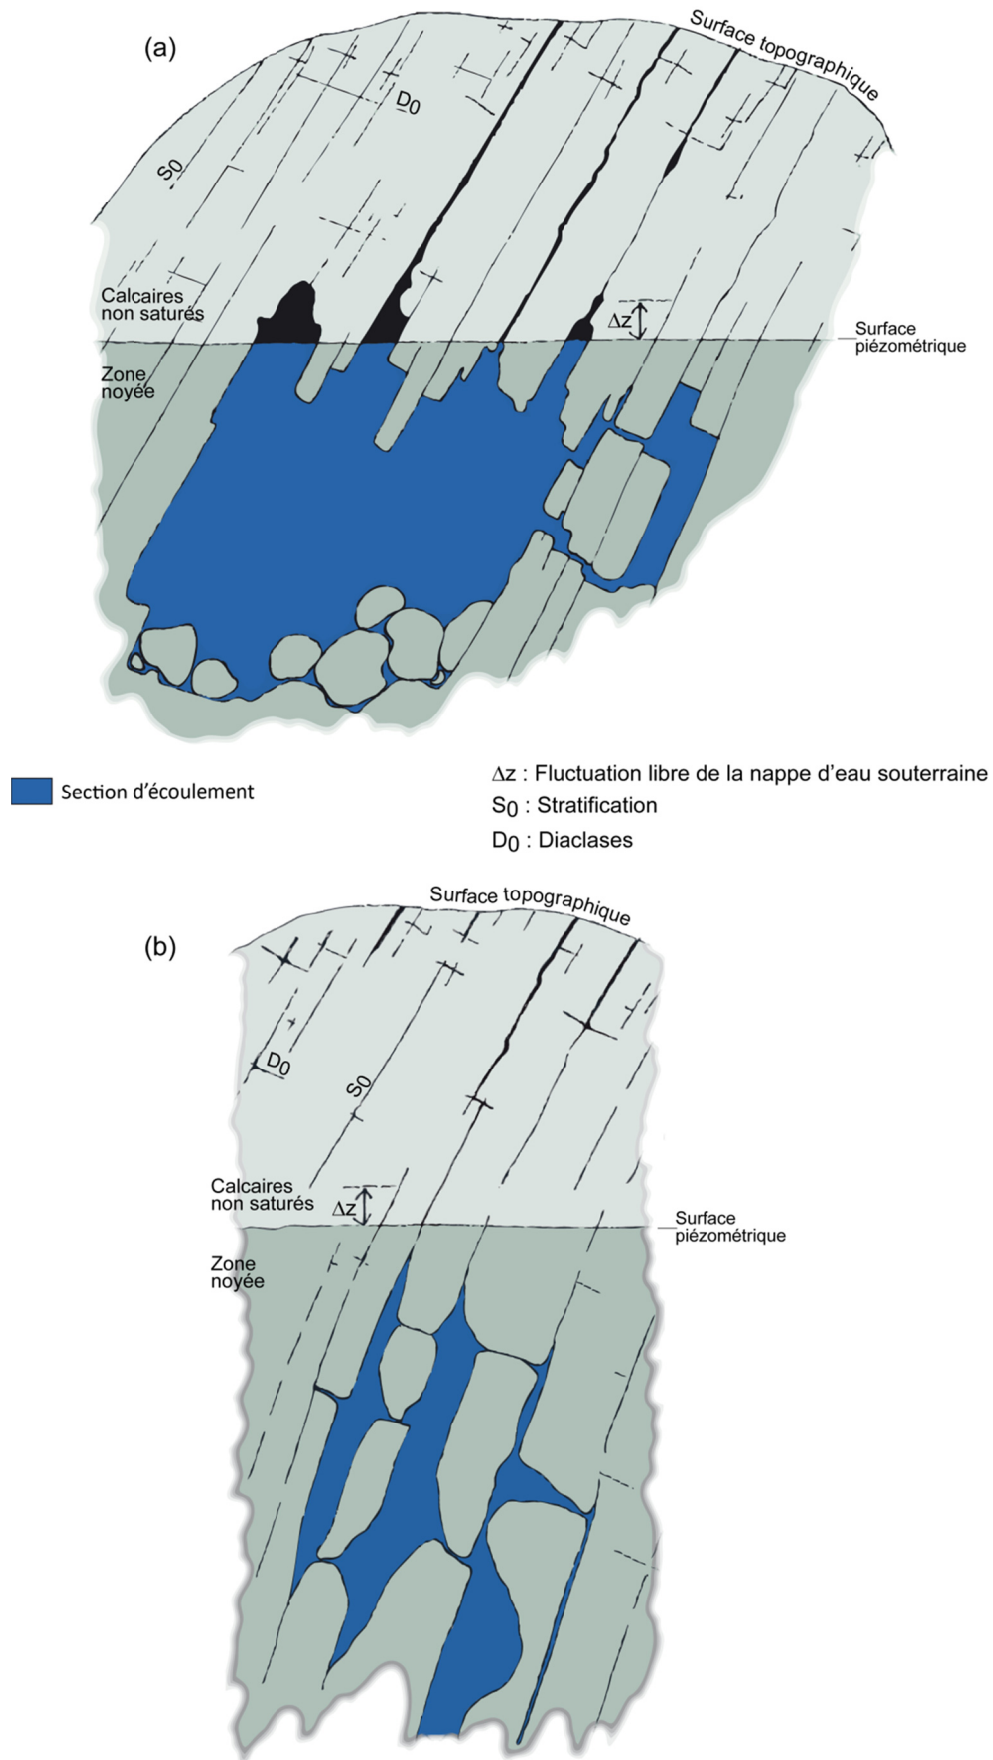 (a)
Surface topographique
D0
S0
Calcaires
non saturés
Δz
Surface
piézométrique
Zone
noyée
Section d'écoulement
Δz : Fluctuation libre de la nappe d'eau souterraine
S0 : Stratification
D0 : Diaclases
Surface topographique
(b)
D0
S0
Calcaires
non saturés
Δz
Surface
piézométrique
Zone
noyée